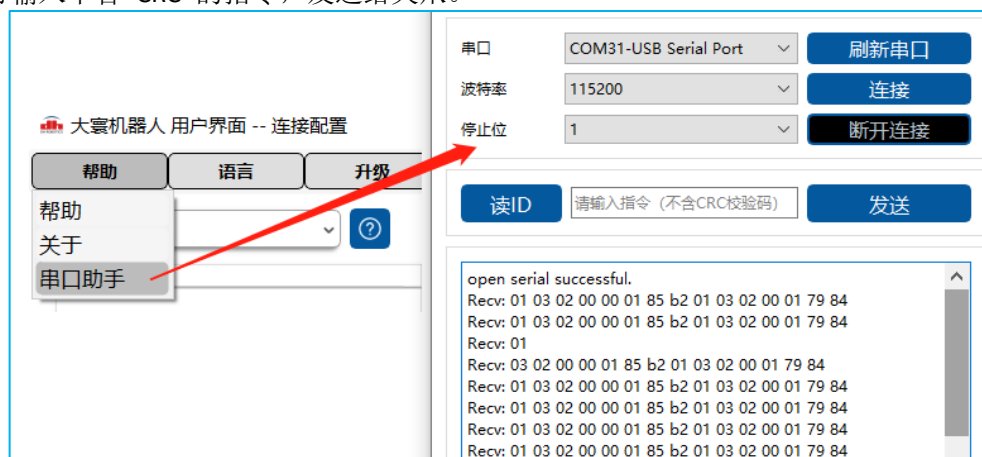 大寰机器人 用户界面 -- 连接配置
帮助 语言 升级
帮助
关于
串口助手
串口 COM31-USB Serial Port 刷新串口
波特率 115200 连接
停止位 1 断开连接
读ID 请输入指令（不含CRC校验码） 发送
open serial successful.
Recv: 01 03 02 00 00 01 85 b2 01 03 02 00 01 79 84
Recv: 01 03 02 00 00 01 85 b2 01 03 02 00 01 79 84
Recv: 01
Recv: 03 02 00 00 01 85 b2 01 03 02 00 01 79 84
Recv: 01 03 02 00 00 01 85 b2 01 03 02 00 01 79 84
Recv: 01 03 02 00 00 01 85 b2 01 03 02 00 01 79 84
Recv: 01 03 02 00 00 01 85 b2 01 03 02 00 01 79 84
Recv: 01 03 02 00 00 01 85 b2 01 03 02 00 01 79 84